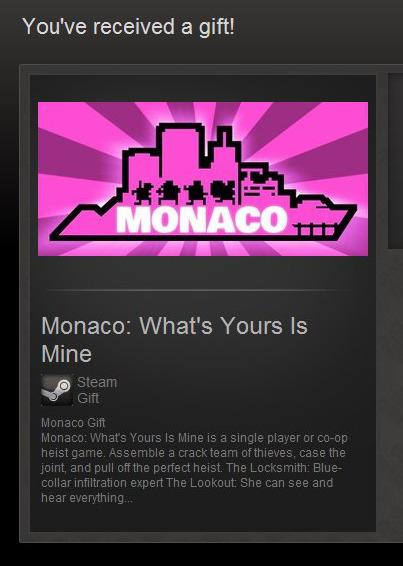 You've received a gift!
MONACO
Monaco: What's Yours Is
Mine
Steam
Gift
Monaco Gift
Monaco: What's Yours Is Mine is a single player or co-op
heist game. Assemble a crack team of thieves, case the
joint, and pull off the perfect heist. The Locksmith: Blue-
collar infiltration expert The Lookout: She can see and
hear everything...